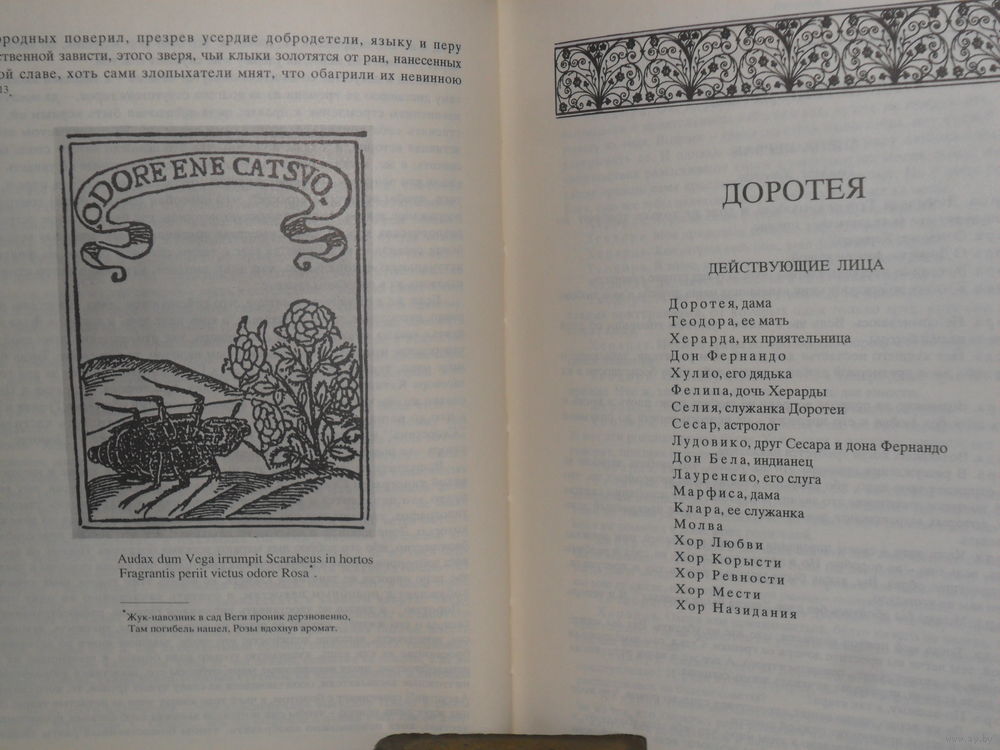 поверил, презрев усердие добродетели, языку и перу
зависти, этого зверя, чьи клыки золотятся от ран, нанесенных
славе, хоть сами злопыхатели мнят, что обагрили их невинною
ODORE ENE CAT SVO.
Audax dum Vega irrumpit Scarabeus in hortos
Fragrantis periit victus odore Rosa*.
*Жук-навозник в сад Веги проник дерзновенно,
Там погибель нашел, Розы вдохнув аромат.
ДОРОТЕЯ
ДЕЙСТВУЮЩИЕ ЛИЦА
Доротея, дама
Теодора, ее мать
Херарда, их приятельница
Дон Фернандо
Хулио, его дядька
Фелипа, дочь Херарды
Селия, служанка Доротеи
Сесар, астролог
Лудовико, друг Сесара и дона Фернандо
Дон Бела, индианец
Лауренсио, его слуга
Марфиса, дама
Клара, ее служанка
Молва
Хор Любви
Хор Корысти
Хор Ревности
Хор Мести
Хор Назидания